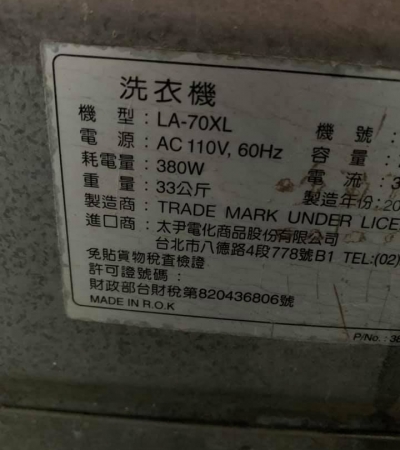 洗衣機
機 型：LA-70XL 機 號：
電 源：AC 110V, 60Hz 容 量：
耗電量：380W 電 流：3
重 量：33公斤 製造年份：20
製造商：TRADE MARK UNDER LICE
進口商：太尹電化商品股份有限公司
台北市八德路4段778號B1 TEL:(02)
免貼貨物稅查驗證
許可證號碼：
財政部台財稅第820436806號
MADE IN R.O.K
P/No.: 38